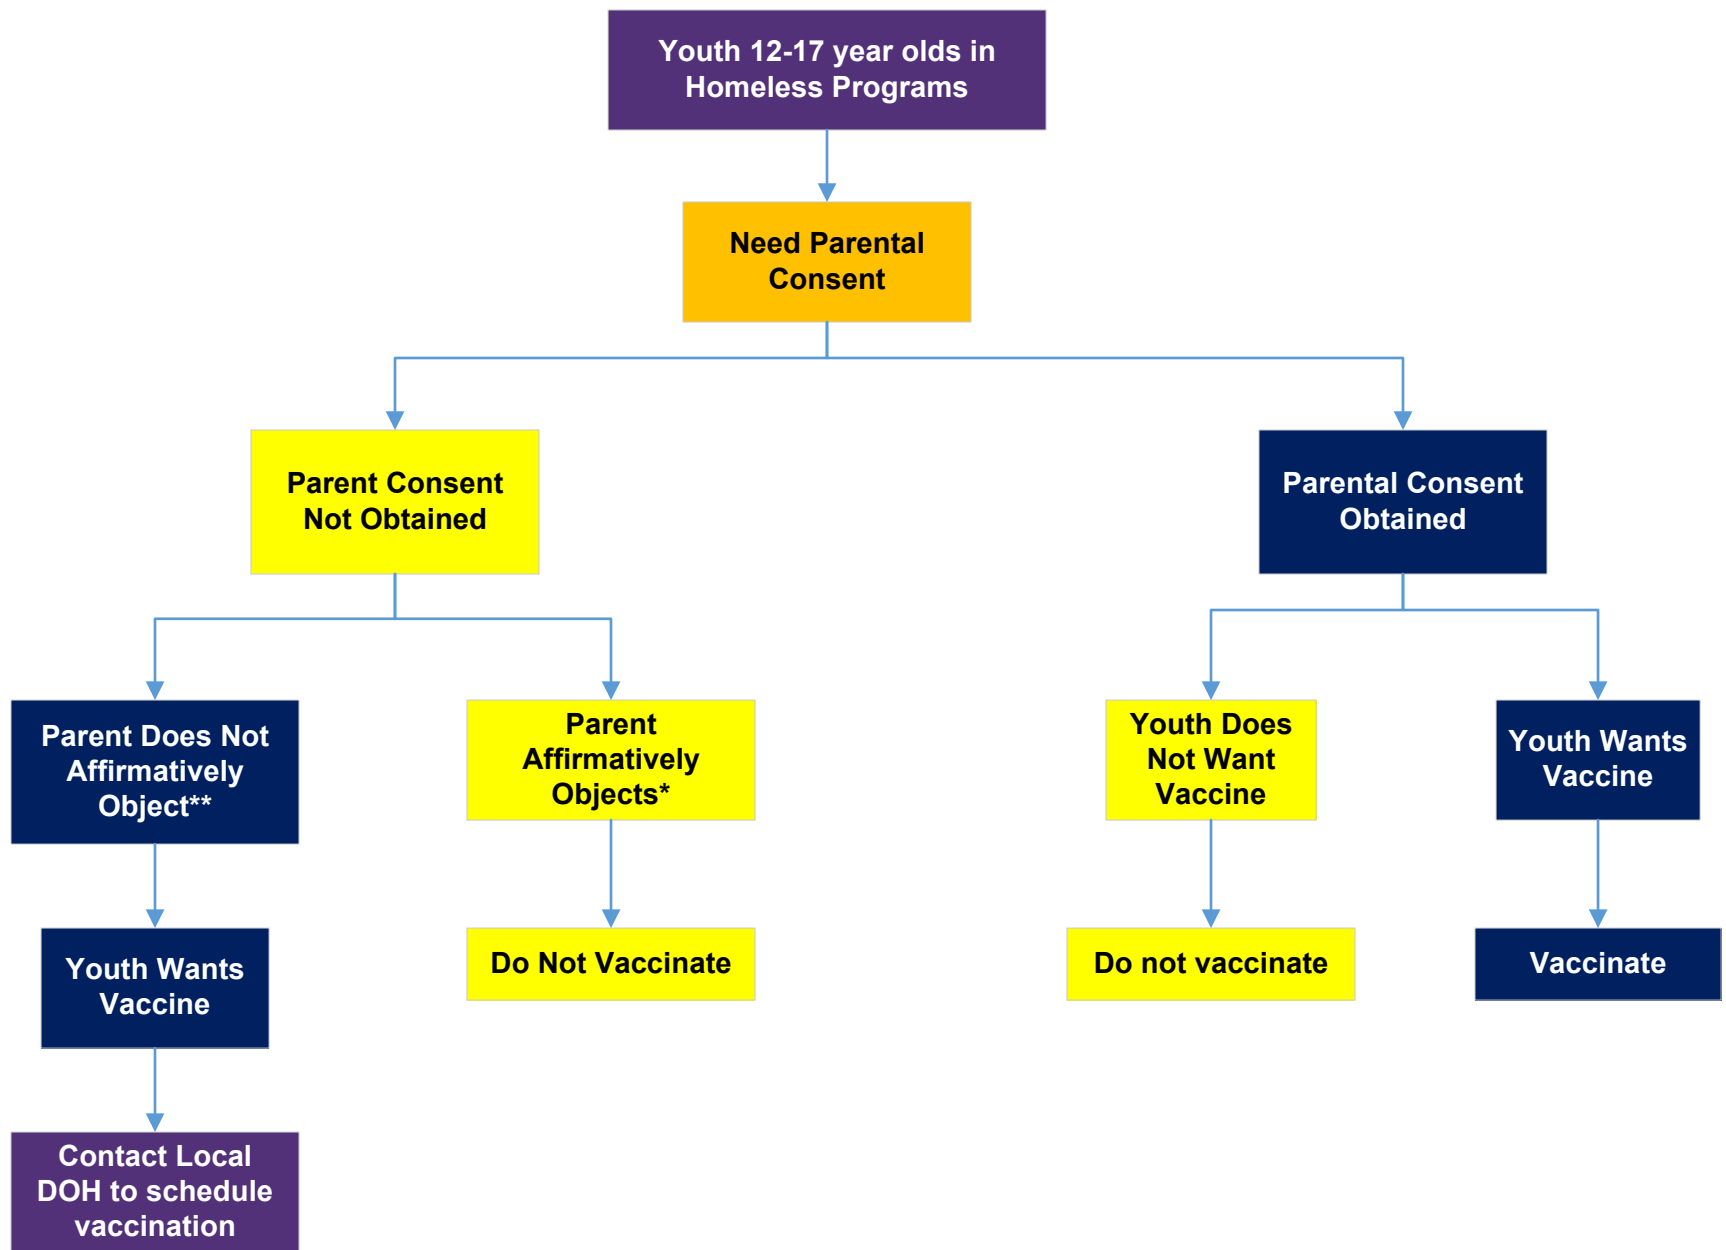 Youth 12-17 year olds in
Homeless Programs
Need Parental
Consent
Parent Consent
Not Obtained
Parental Consent
Obtained
Parent Does Not
Affirmatively
Object**
Parent
Affirmatively
Objects*
Youth Does
Not Want
Vaccine
Youth Wants
Vaccine
Youth Wants
Vaccine
Do Not Vaccinate
Do not vaccinate
Vaccinate
Contact Local
DOH to schedule
vaccination